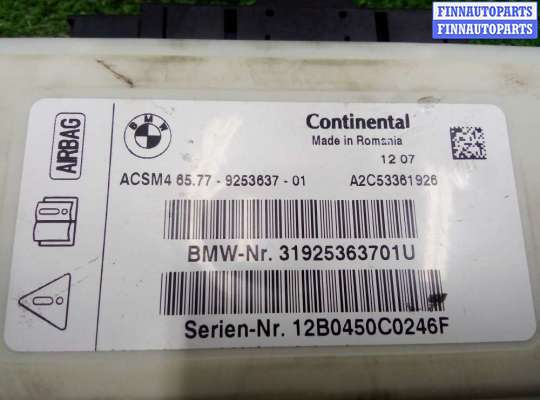 FINNAUTOPARTS
FINNAUTOPARTS
AIRBAG
BMW
Continental
Made in Romania
12 07
ACSM4 65.77 - 9253637 - 01 A2C53361926
BMW-Nr. 31925363701U
Serien-Nr. 12B0450C0246F